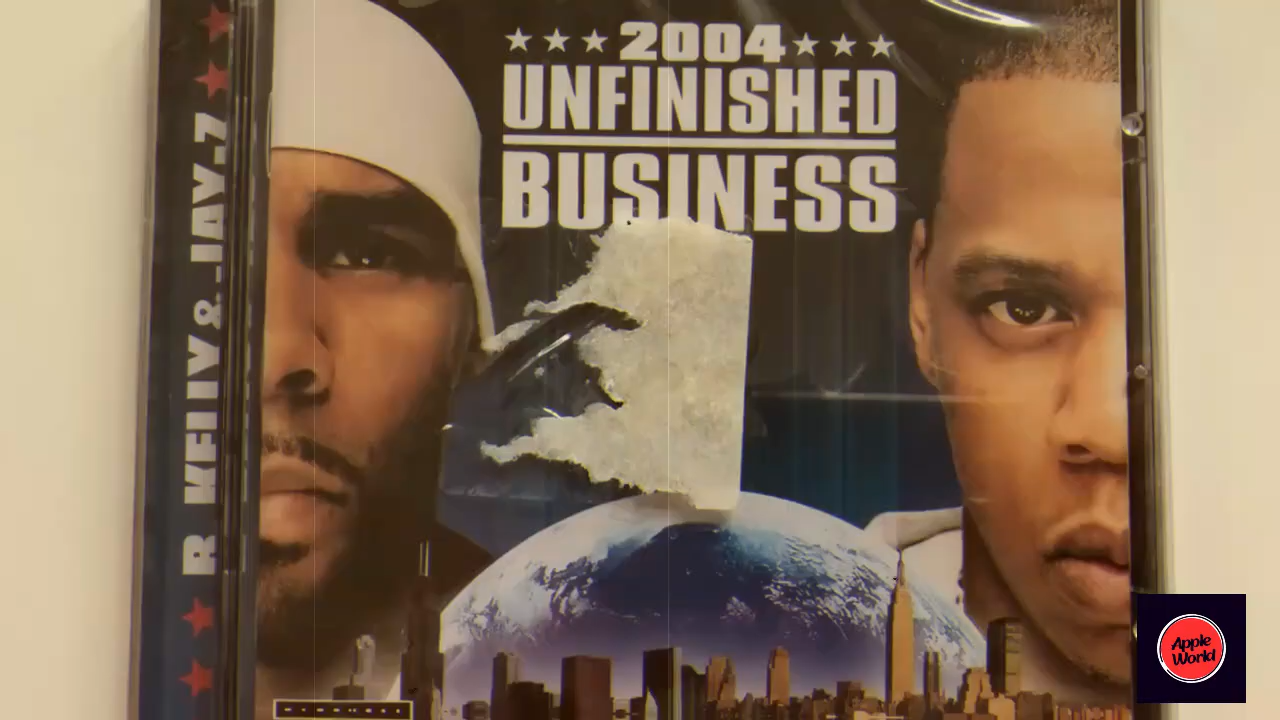 ★ ★ ★ 2004 ★ ★ ★
UNFINISHED
BUSINESS
R. KELLY & JAY-Z
Apple
World